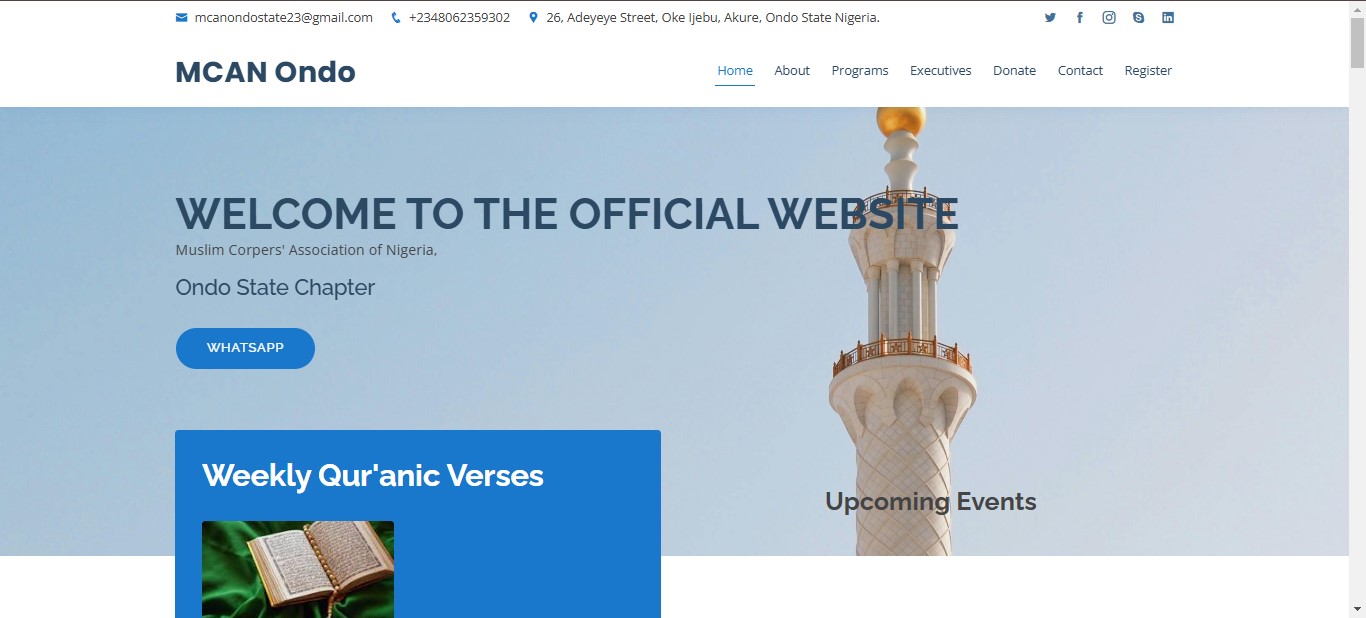 mcanondostate23@gmail.com +2348062359302 26, Adeyeye Street, Oke Ijebu, Akure, Ondo State Nigeria.
MCAN Ondo
Home About Programs Executives Donate Contact Register
WELCOME TO THE OFFICIAL WEBSITE
Muslim Corpers' Association of Nigeria,
Ondo State Chapter
WHATSAPP
Weekly Qur'anic Verses
Upcoming Events